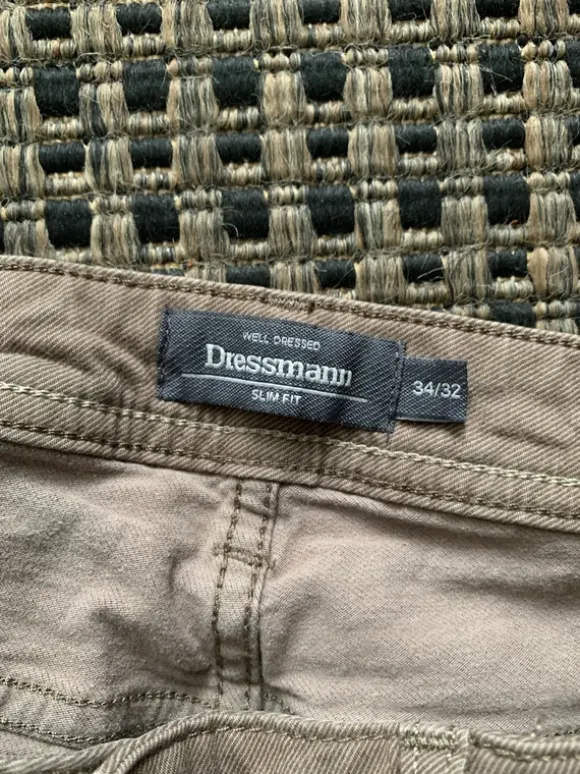 WELL DRESSED
Dressmann
SLIM FIT
34/32